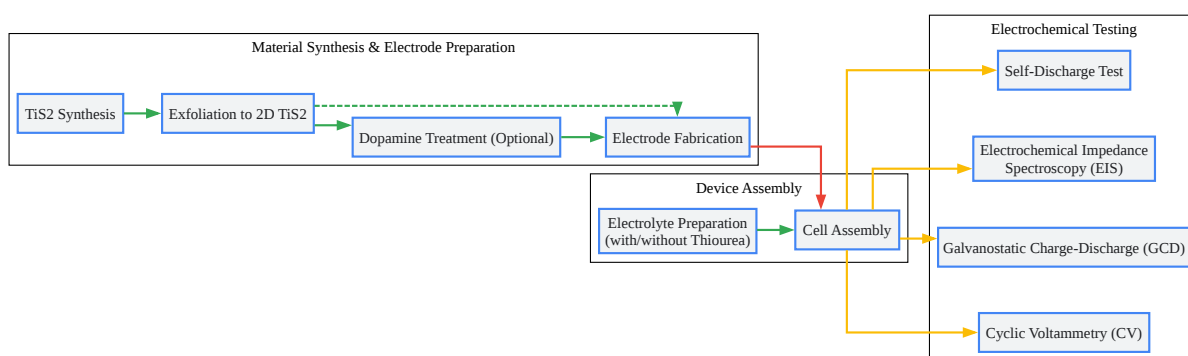 Material Synthesis & Electrode Preparation
TiS2 Synthesis
Exfoliation to 2D TiS2
Dopamine Treatment (Optional)
Electrode Fabrication
Device Assembly
Electrolyte Preparation
(with/without Thiourea)
Cell Assembly
Electrochemical Testing
Self-Discharge Test
Electrochemical Impedance
Spectroscopy (EIS)
Galvanostatic Charge-Discharge (GCD)
Cyclic Voltammetry (CV)